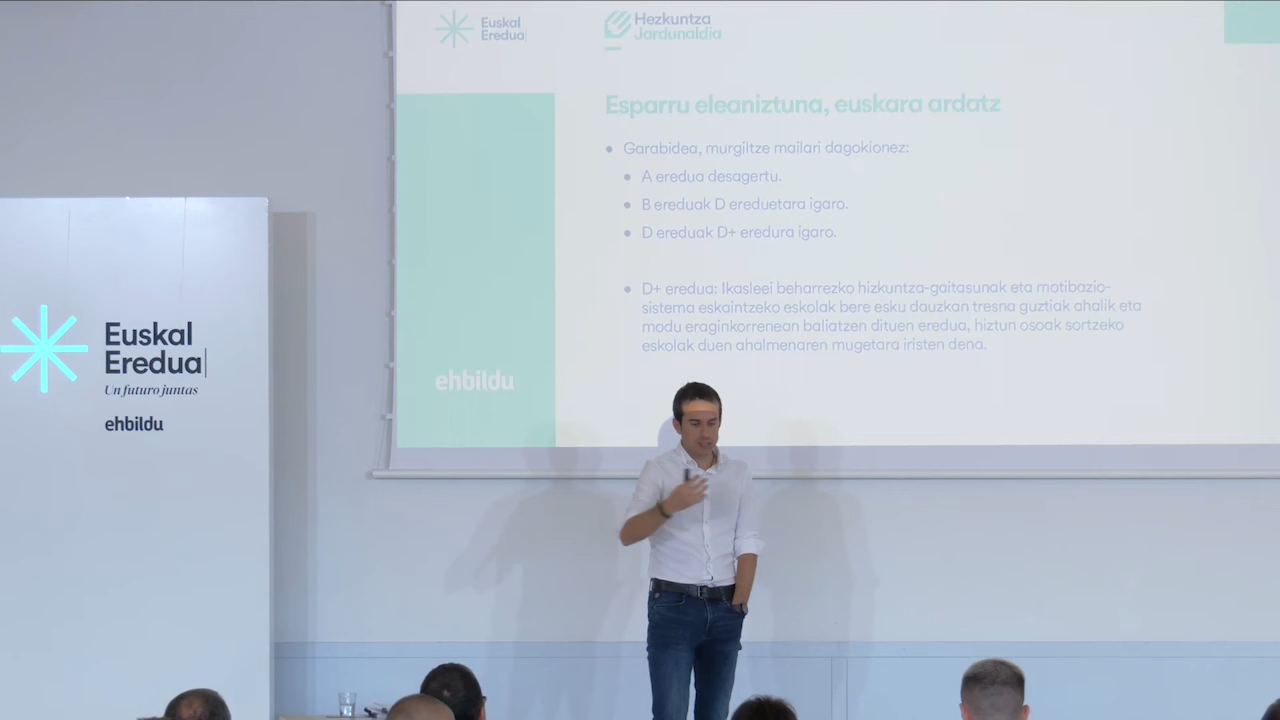 Euskal
Eredua
Hezkuntza
Jardunaldia
Esparru eleaniztuna, euskara ardatz
• Garabidea, murgiltze mailari dagokionez:
• A eredua desagertu.
• B ereduak D ereduetara igaro.
• D ereduak D+ eredura igaro.
• D+ eredua: Ikasleei beharrezko hizkuntza-gaitasunak eta motibazio-
sistema eskaintzeko eskolak bere esku dauzkan tresna guztiak ahalik eta
modu eraginkorrenean baliatzen dituen eredua, hiztun osoak sortzeko
eskolak duen ahalmenaren mugetara iristen dena.
ehbildu
Euskal
Eredua
Un futuro juntas
ehbildu